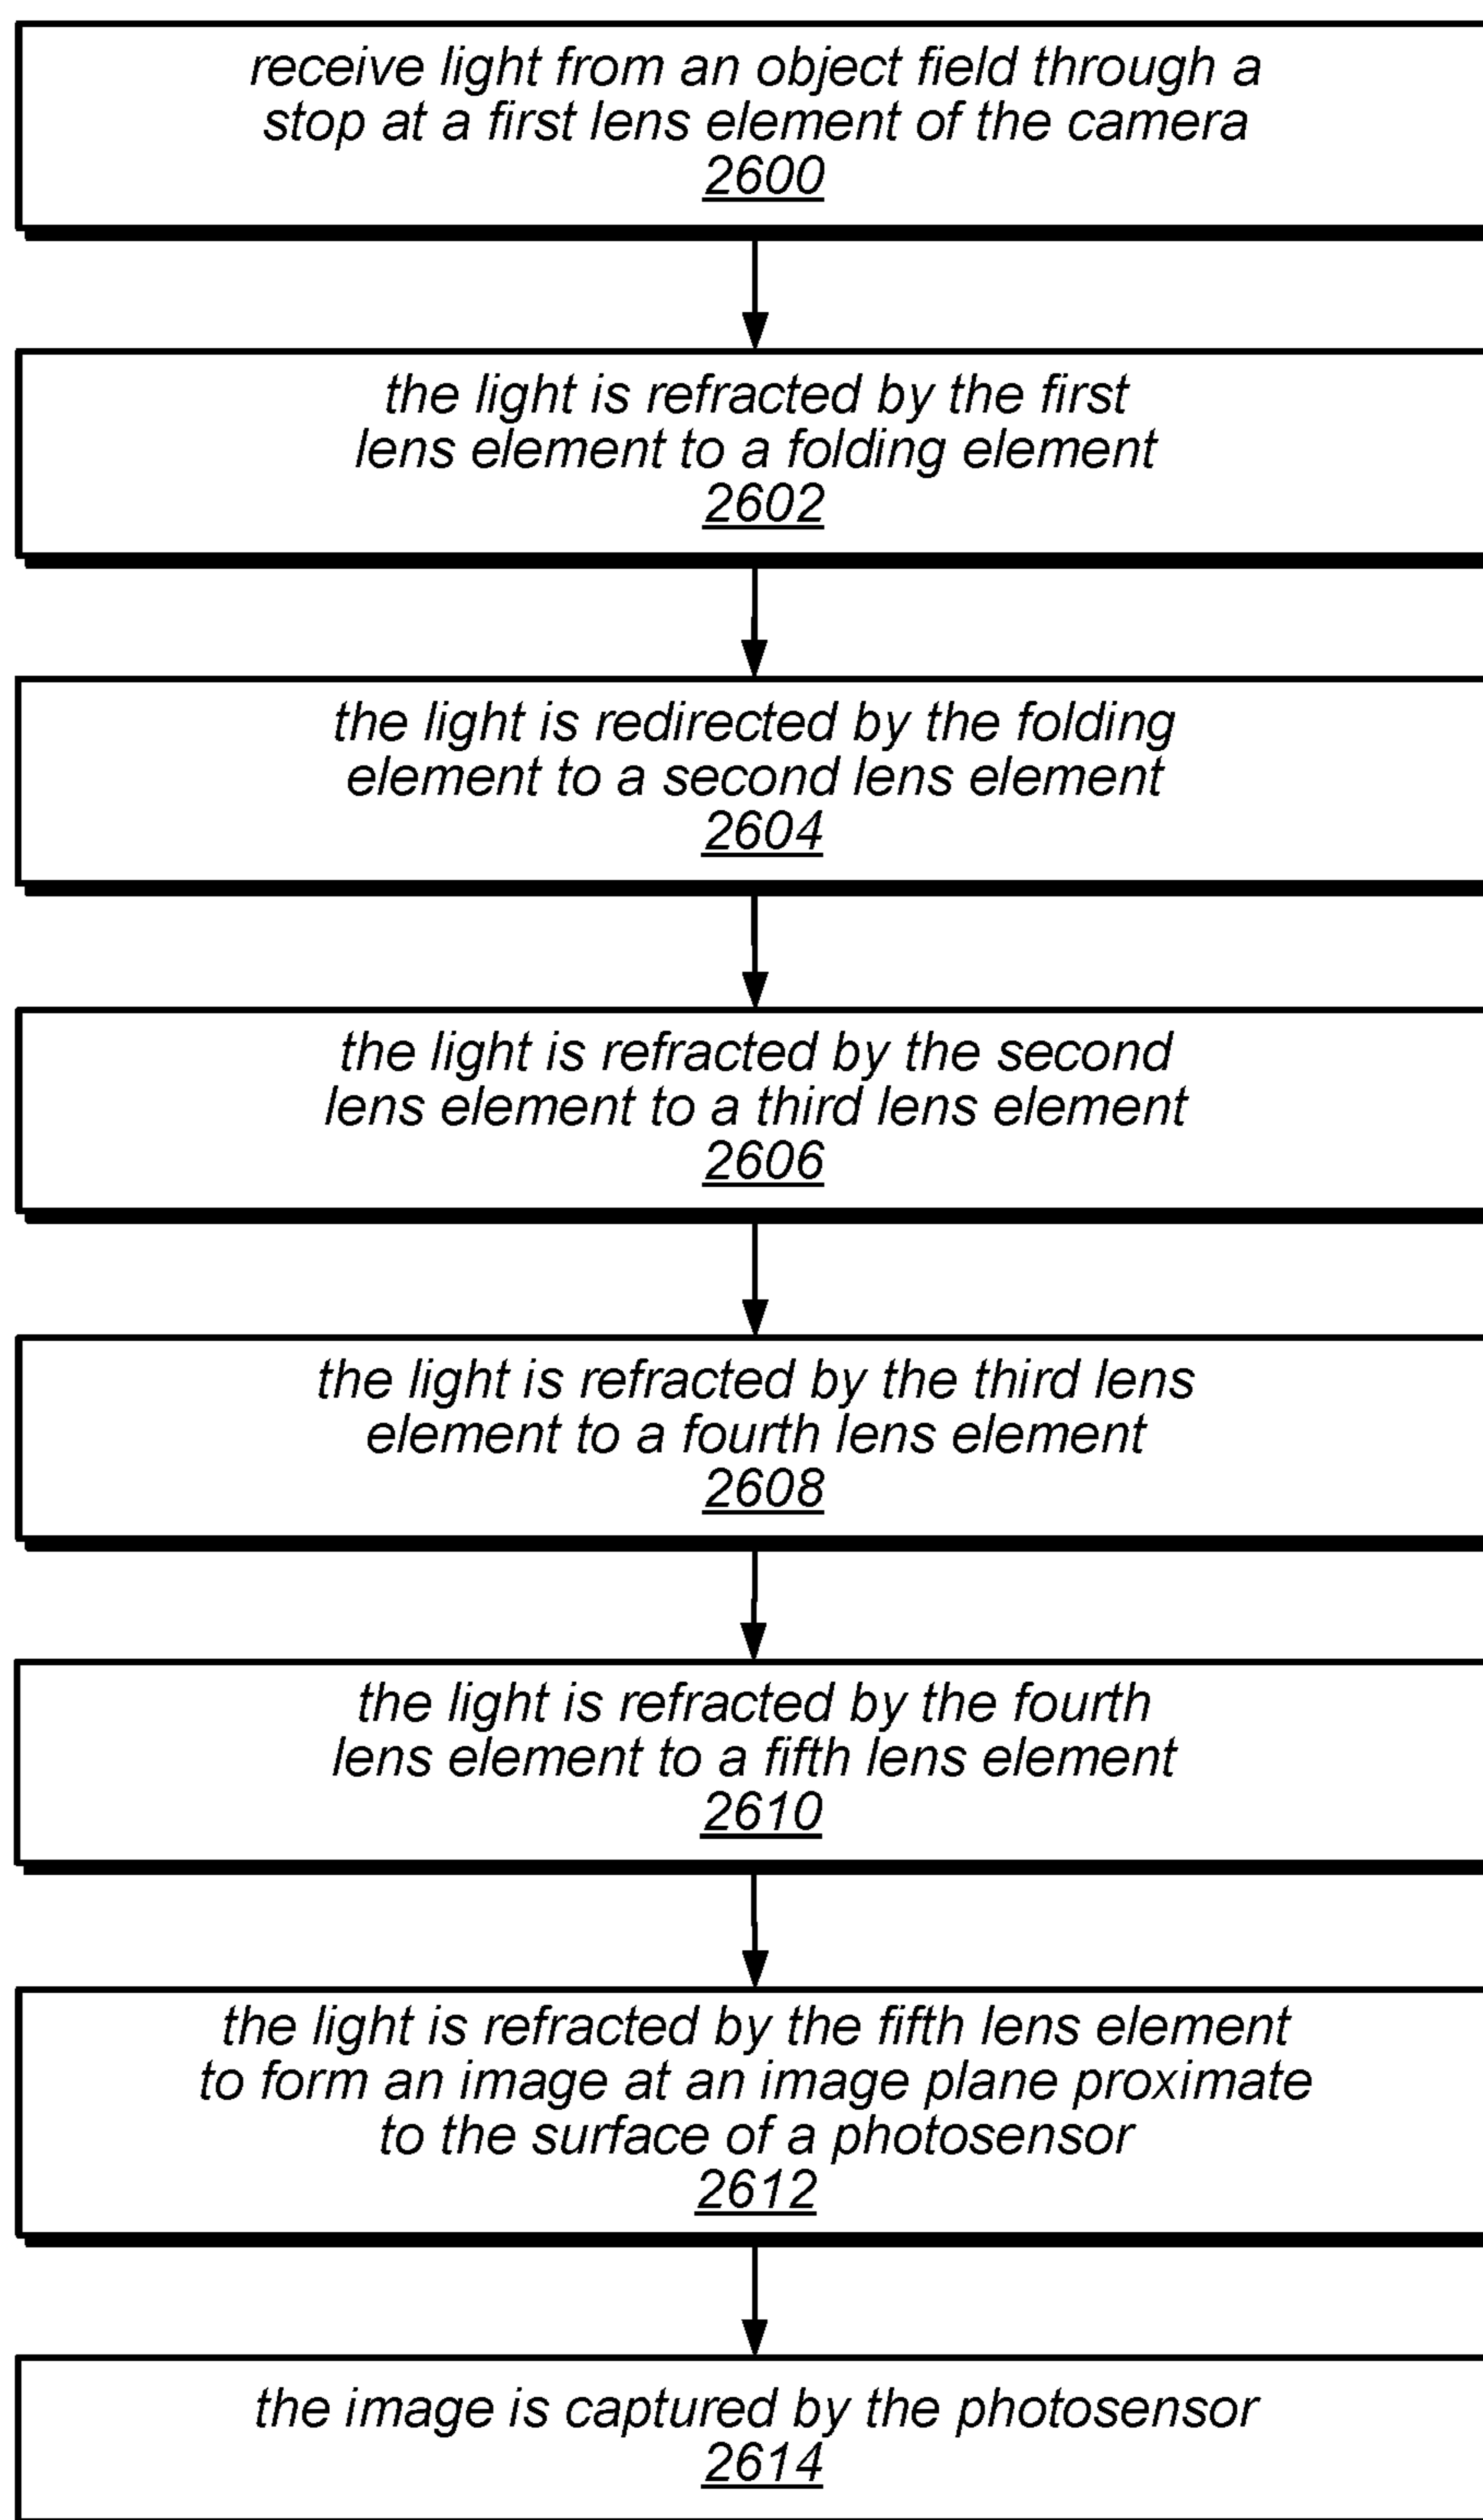 receive light from an object field through a
stop at a first lens element of the camera
2600
the light is refracted by the first
lens element to a folding element
2602
the light is redirected by the folding
element to a second lens element
2604
the light is refracted by the second
lens element to a third lens element
2606
the light is refracted by the third lens
element to a fourth lens element
2608
the light is refracted by the fourth
lens element to a fifth lens element
2610
the light is refracted by the fifth lens element
to form an image at an image plane proximate
to the surface of a photosensor
2612
the image is captured by the photosensor
2614